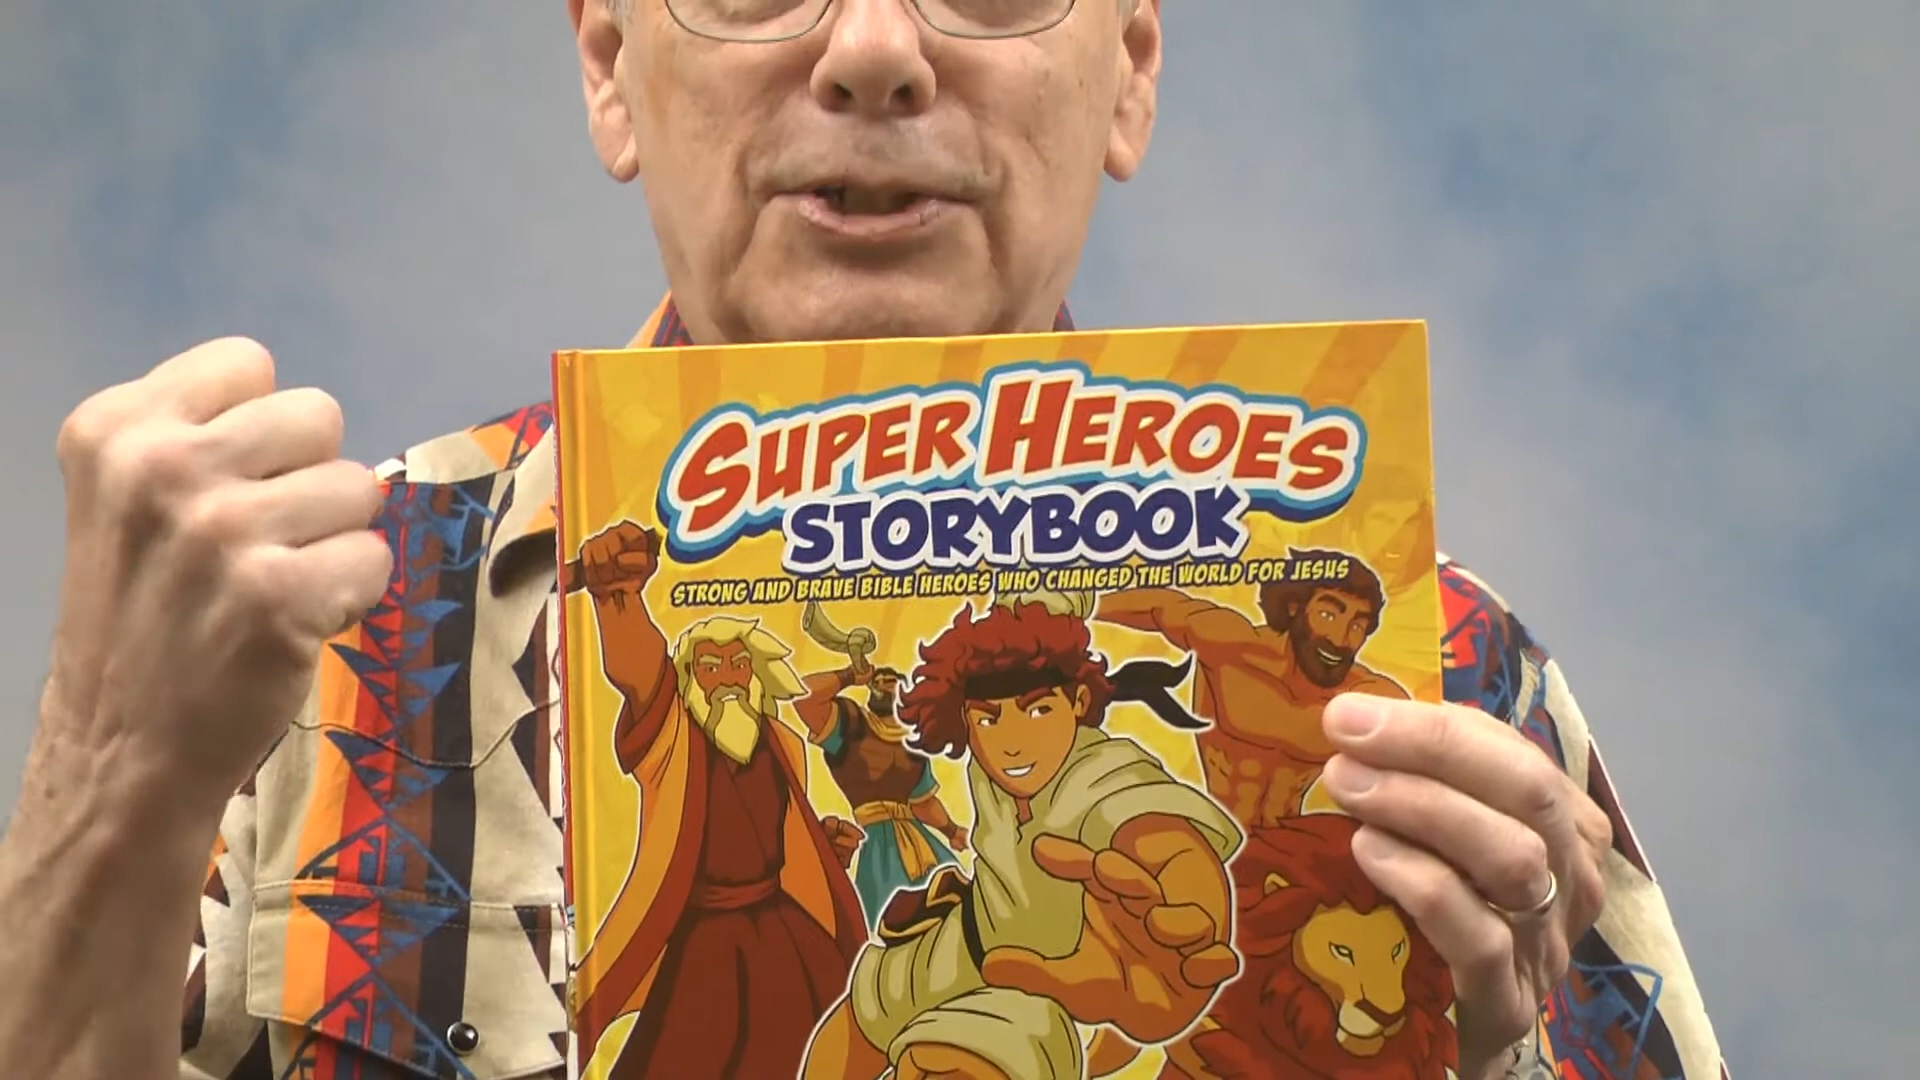 SUPER HEROES
STORYBOOK
STRONG AND BRAVE BIBLE HEROES WHO CHANGED THE WORLD FOR JESUS